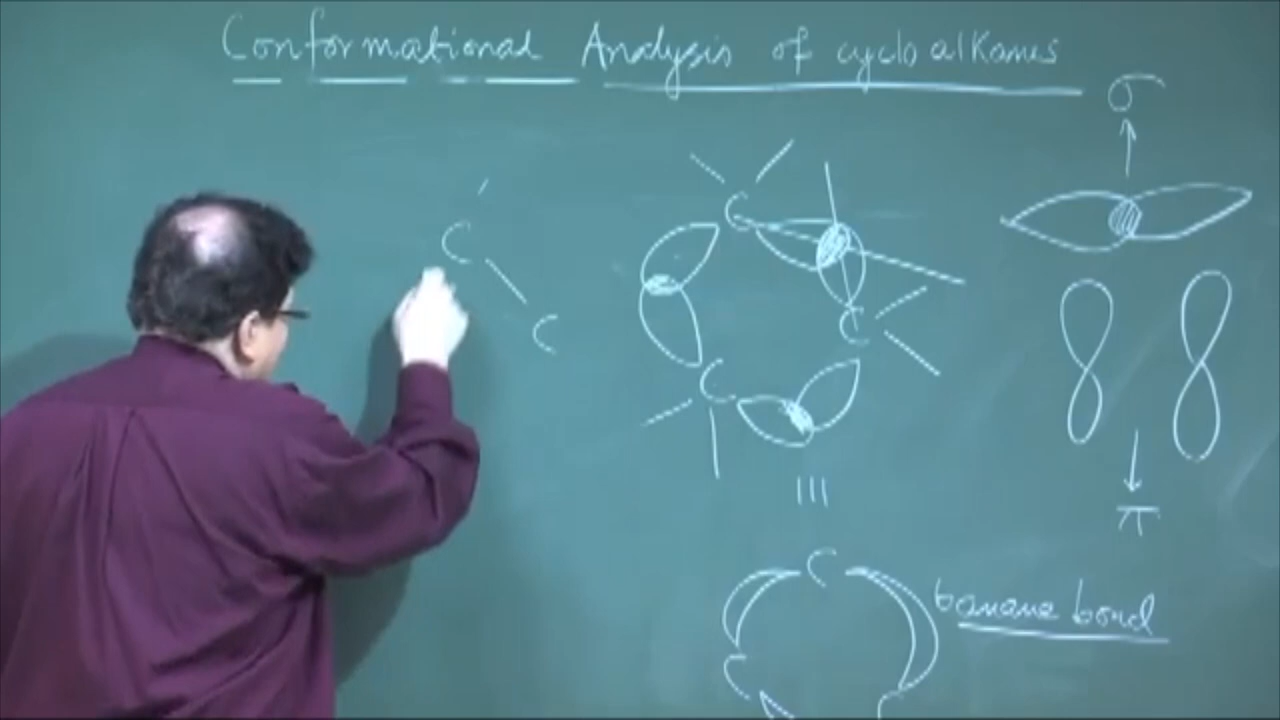 Conformational Analysis of cycloalkanes
σ
C
C
C
C
C
π
C
banana bond
C